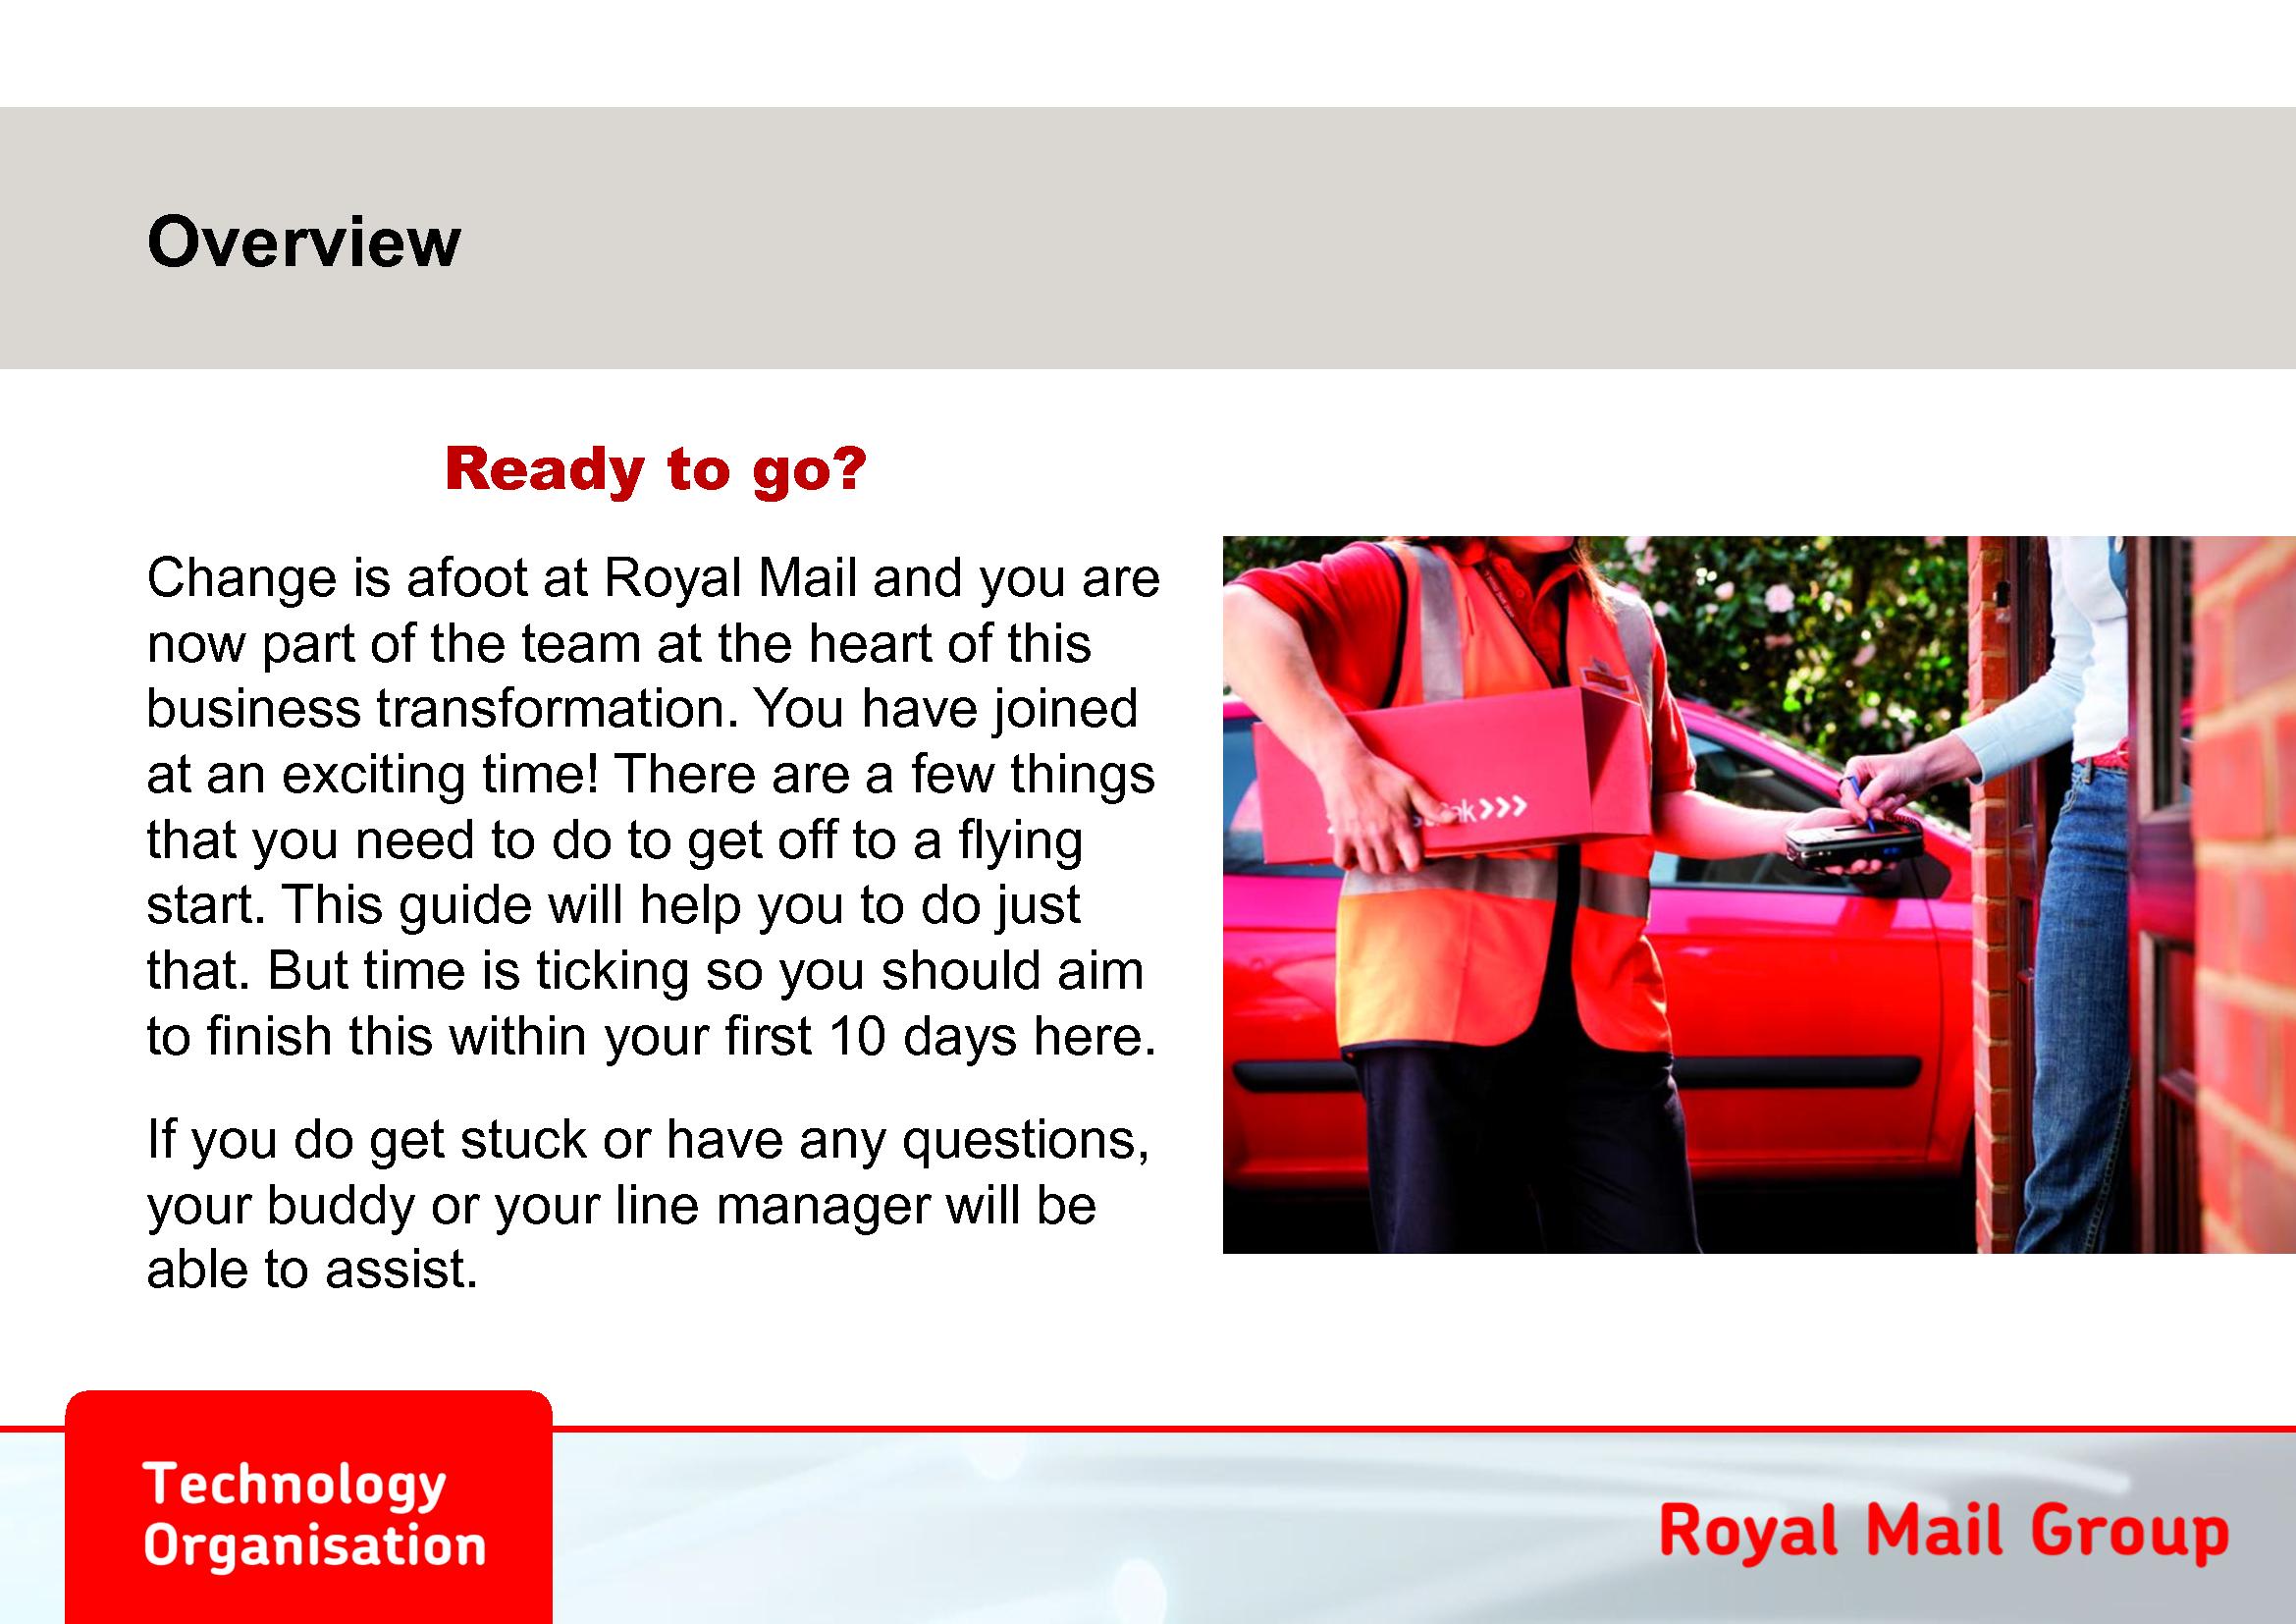 Overview
Ready to go?
Change is afoot at Royal Mail and you are
now part of the team at the heart of this
business transformation. You have joined
at an exciting time! There are a few things
that you need to do to get off to a flying
start. This guide will help you to do just
that. But time is ticking so you should aim
to finish this within your first 10 days here.
If you do get stuck or have any questions,
your buddy or your line manager will be
able to assist.
Technology
Organisation
Royal Mail Group